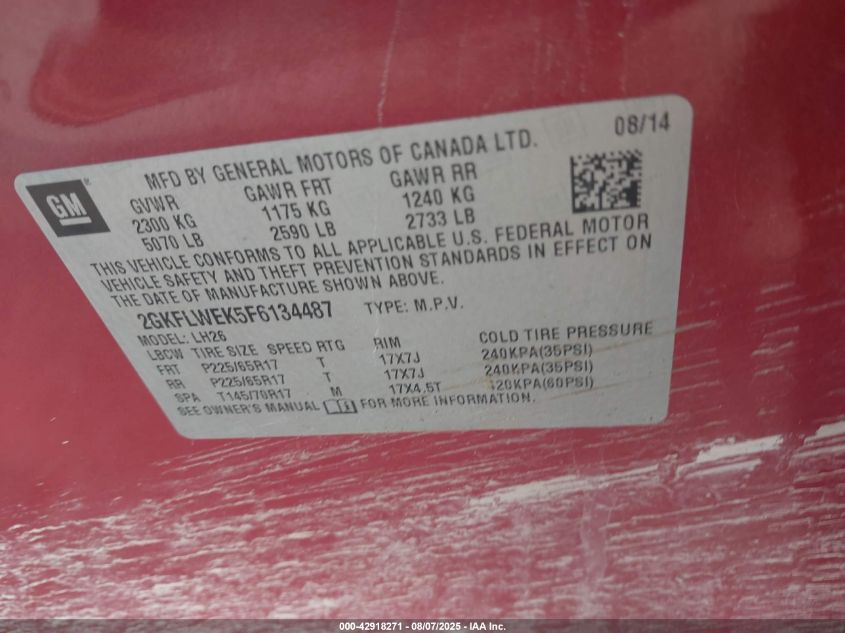 08/14
GM ®
MFD BY GENERAL MOTORS OF CANADA LTD.
GVWR GAWR FRT GAWR RR
2300 KG 1175 KG 1240 KG
5070 LB 2590 LB 2733 LB
THIS VEHICLE CONFORMS TO ALL APPLICABLE U.S. FEDERAL MOTOR
VEHICLE SAFETY AND THEFT PREVENTION STANDARDS IN EFFECT ON
THE DATE OF MANUFACTURE SHOWN ABOVE.
2GKFLWEK5F6134487 TYPE: M.P.V.
MODEL: LH26
LBCW TIRE SIZE SPEED RTG RIM COLD TIRE PRESSURE
FRT P225/65R17 T 17X7J 240KPA(35PSI)
RR P225/65R17 T 17X7J 240KPA(35PSI)
SPA T145/70R17 M 17X4.5T 420KPA(60PSI)
SEE OWNER'S MANUAL FOR MORE INFORMATION.
000-42918271 - 08/07/2025 - IAA Inc.